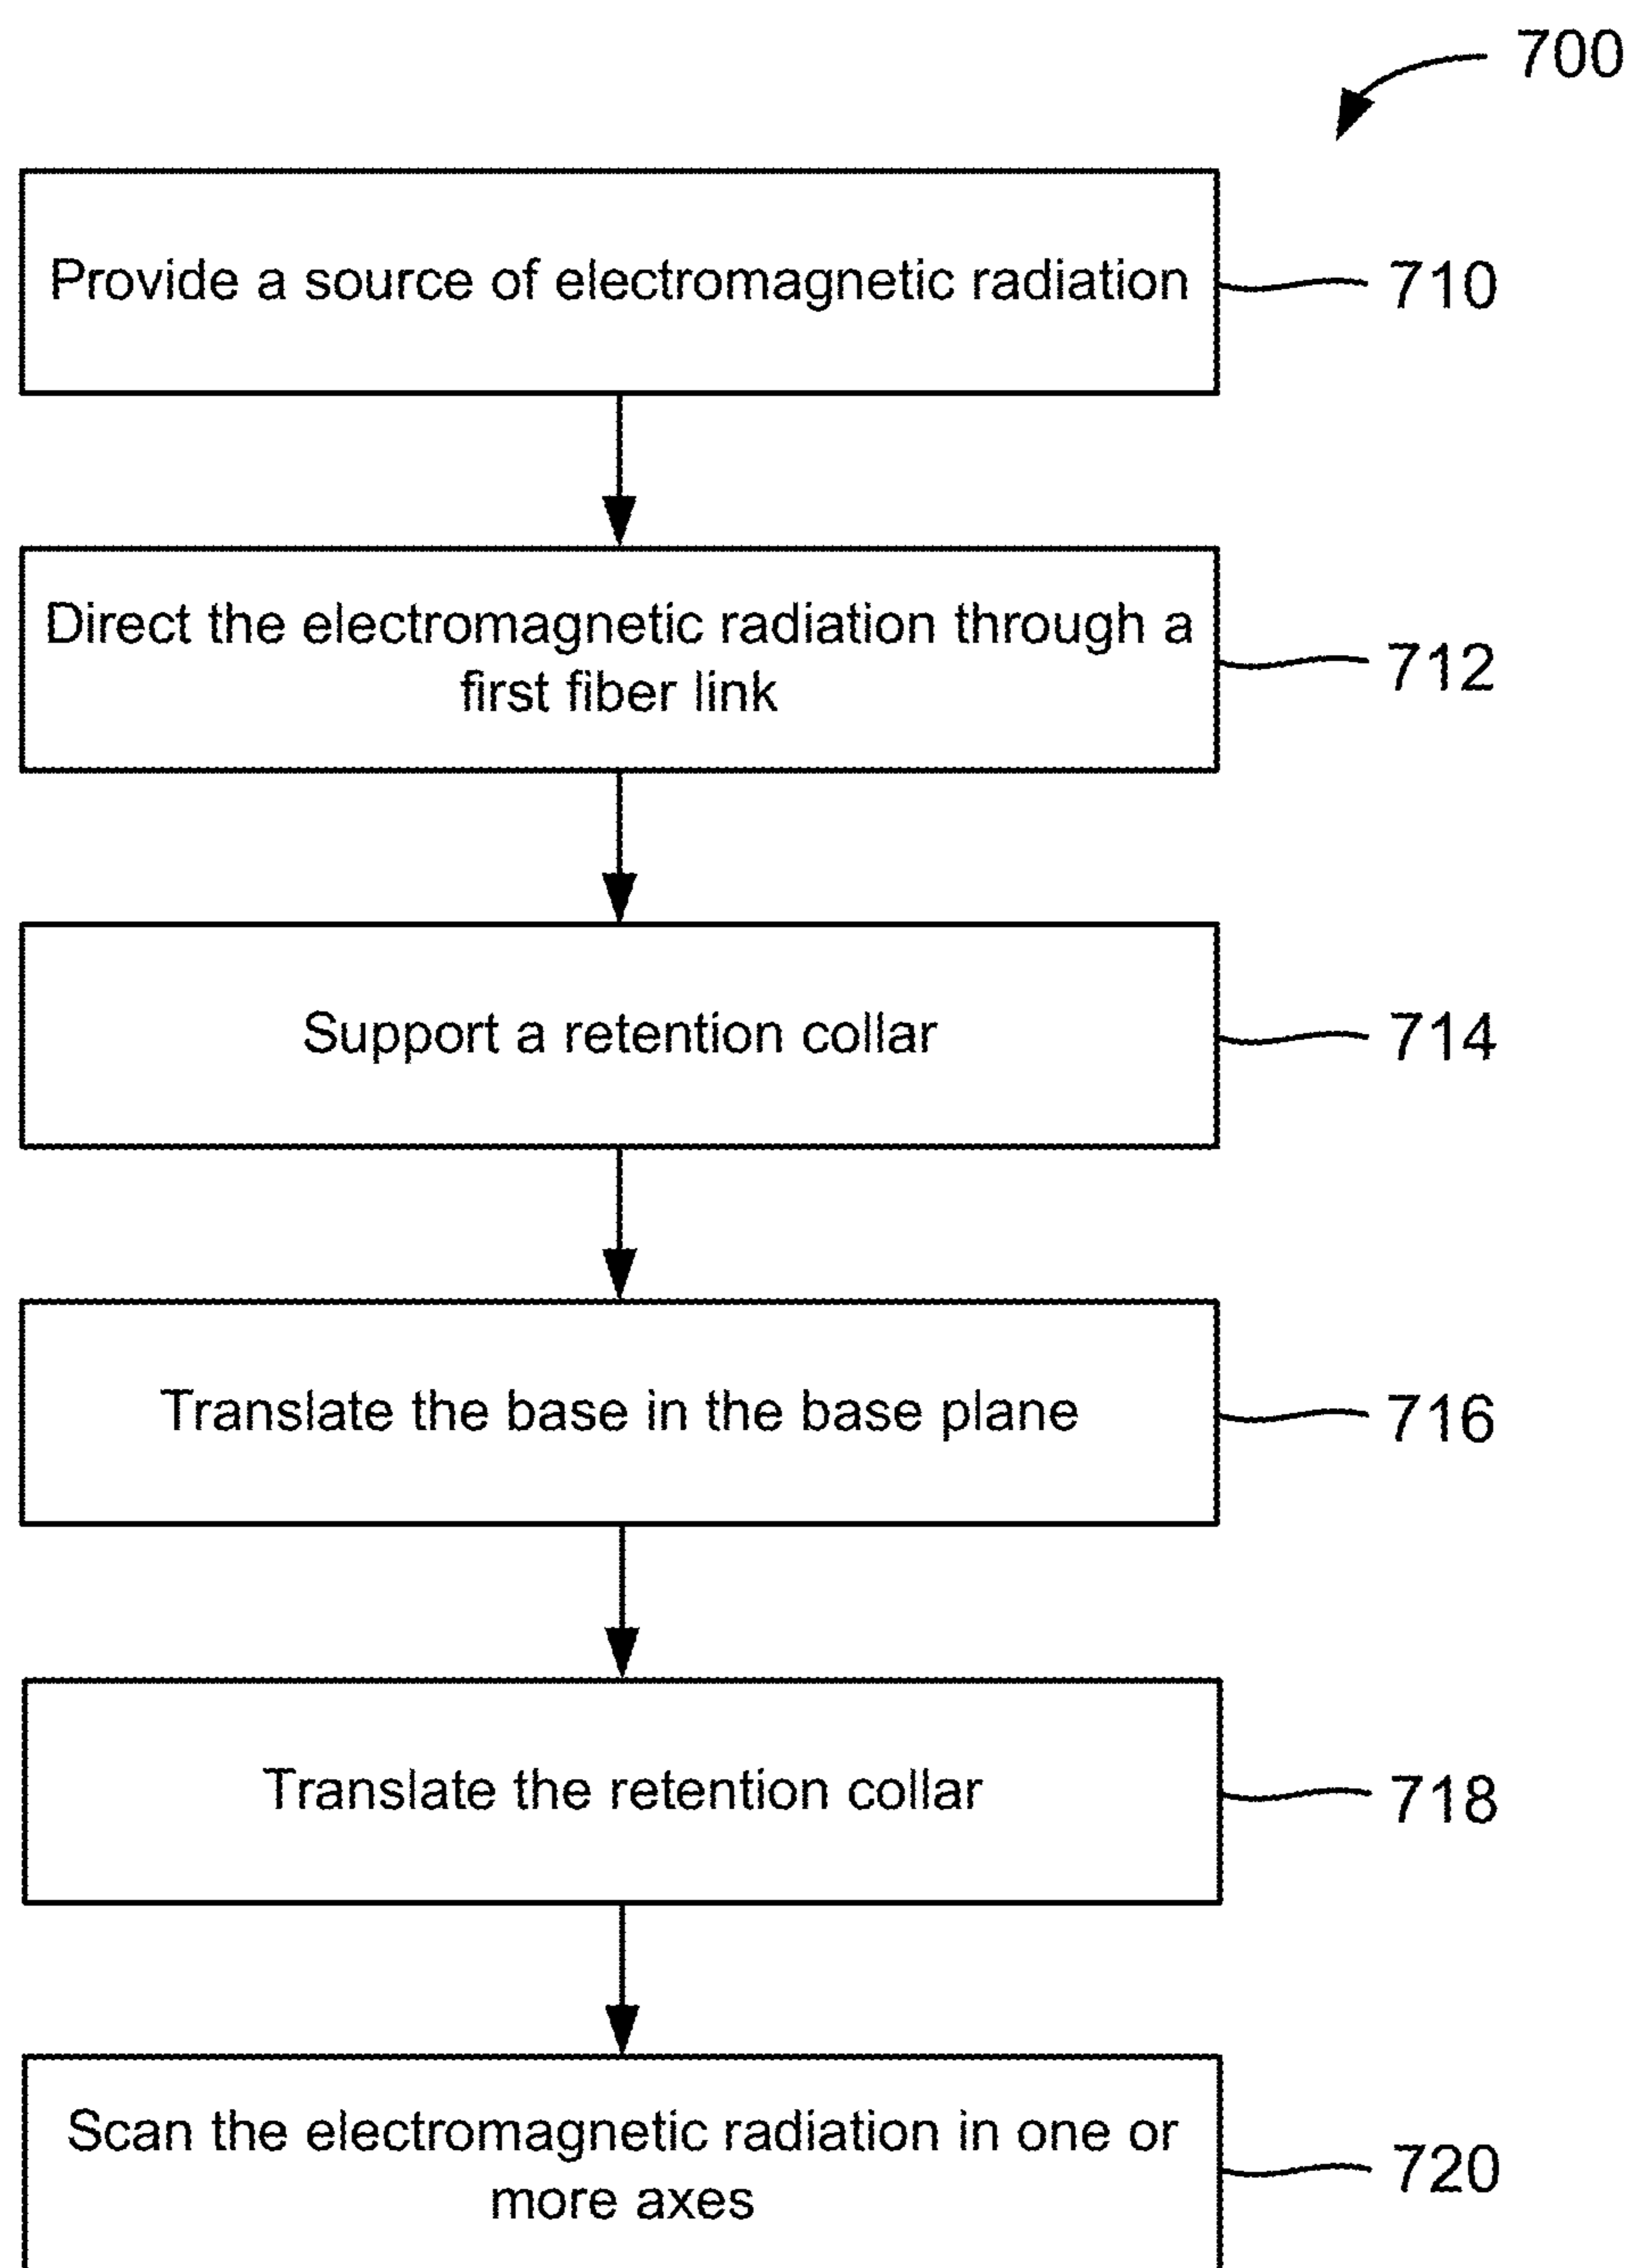 700
Provide a source of electromagnetic radiation
710
Direct the electromagnetic radiation through a
first fiber link
712
Support a retention collar
714
Translate the base in the base plane
716
Translate the retention collar
718
Scan the electromagnetic radiation in one or
more axes
720